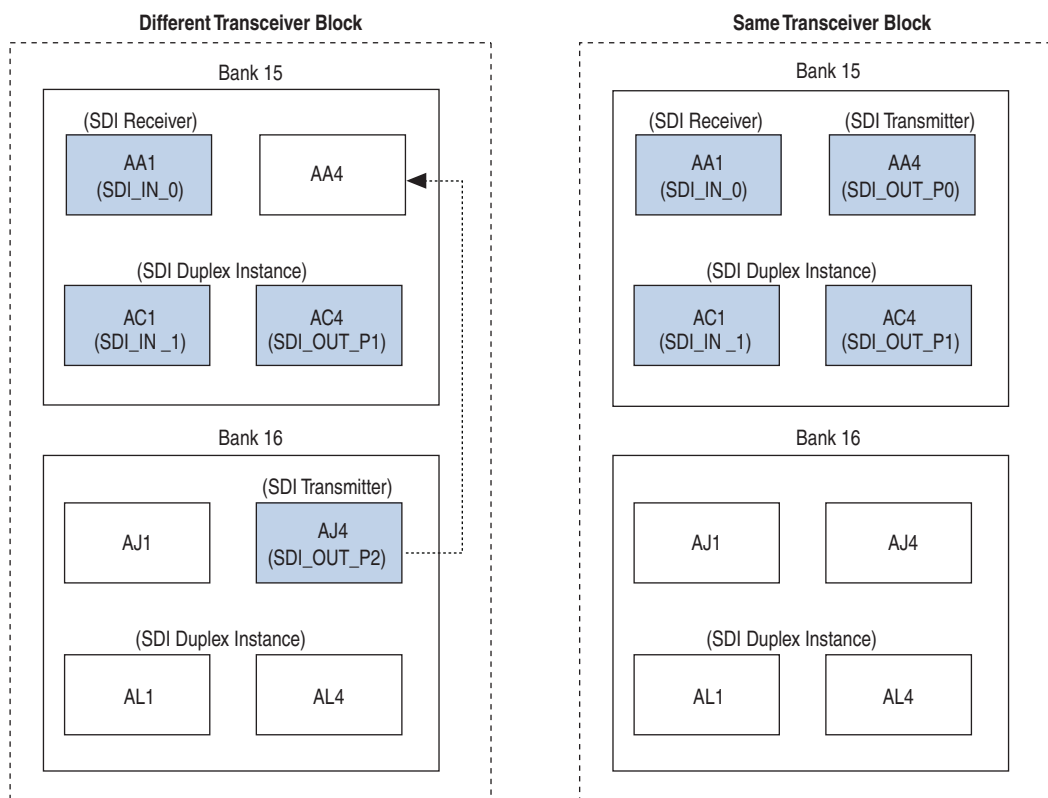 Different Transceiver Block
Bank 15
(SDI Receiver)
AA1
(SDI_IN_0)
AA4
(SDI Duplex Instance)
AC1
(SDI_IN _1)
AC4
(SDI_OUT_P1)
Bank 16
(SDI Transmitter)
AJ1
AJ4
(SDI_OUT_P2)
(SDI Duplex Instance)
AL1
AL4
Same Transceiver Block
Bank 15
(SDI Receiver)
(SDI Transmitter)
AA1
(SDI_IN_0)
AA4
(SDI_OUT_P0)
(SDI Duplex Instance)
AC1
(SDI_IN _1)
AC4
(SDI_OUT_P1)
Bank 16
AJ1
AJ4
(SDI Duplex Instance)
AL1
AL4